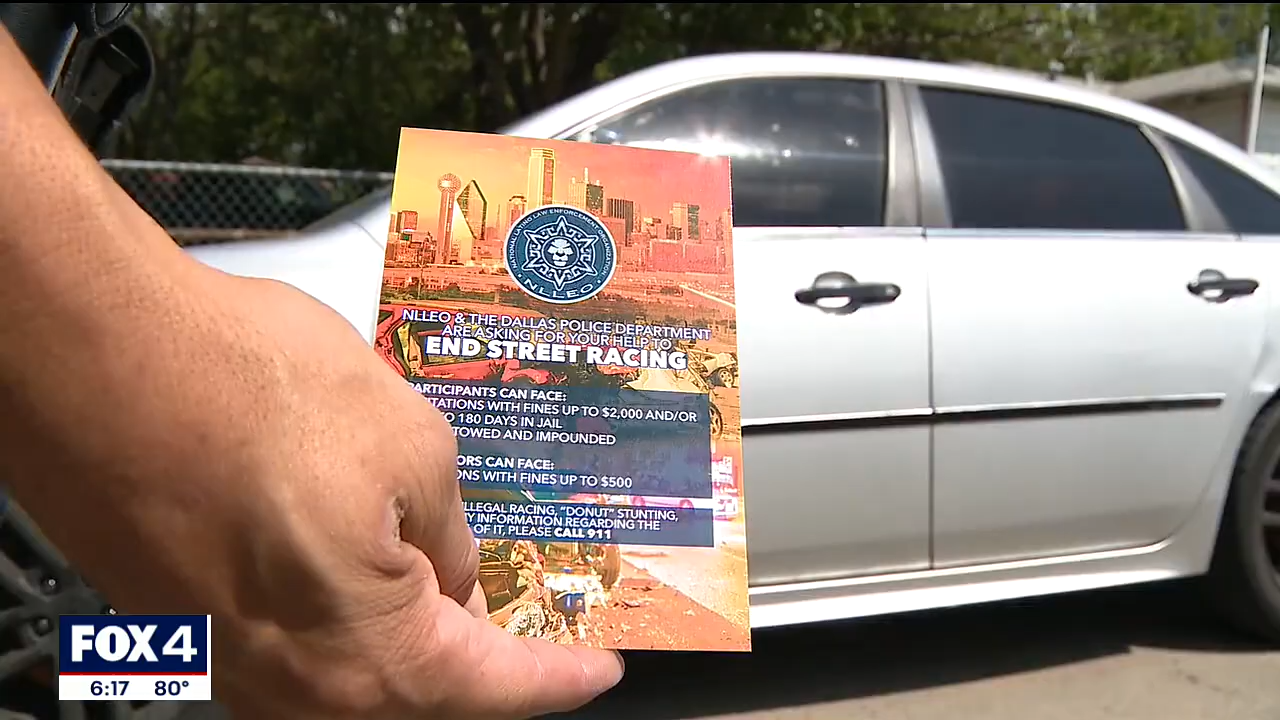 NATIONAL LATINO LAW ENFORCEMENT ORGANIZATION
NLLEO
NLLEO & THE DALLAS POLICE DEPARTMENT
ARE ASKING FOR YOUR HELP TO
END STREET RACING
PARTICIPANTS CAN FACE:
TATIONS WITH FINES UP TO $2,000 AND/OR
O 180 DAYS IN JAIL
TOWED AND IMPOUNDED
ORS CAN FACE:
ONS WITH FINES UP TO $500
ILLEGAL RACING, "DONUT" STUNTING,
Y INFORMATION REGARDING THE
OF IT, PLEASE CALL 911
FOX 4
6:17 80°